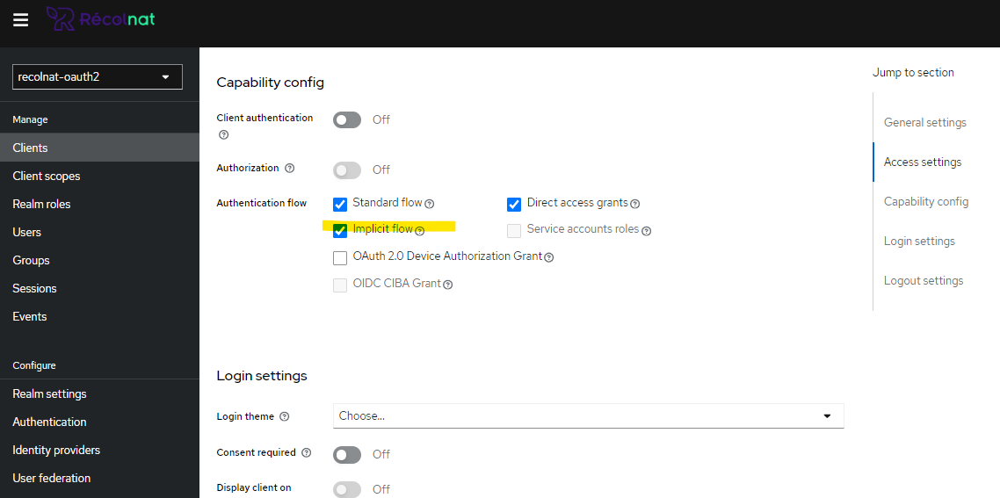 Récolnat
recolnat-oauth2
Manage
Clients
Client scopes
Realm roles
Users
Groups
Sessions
Events
Configure
Realm settings
Authentication
Identity providers
User federation
Capability config
Client authentication
Off
Authorization
Off
Authentication flow
Standard flow
Direct access grants
Implicit flow
Service accounts roles
OAuth 2.0 Device Authorization Grant
OIDC CIBA Grant
Login settings
Login theme
Choose...
Consent required
Off
Display client on
Off
Jump to section
General settings
Access settings
Capability config
Login settings
Logout settings